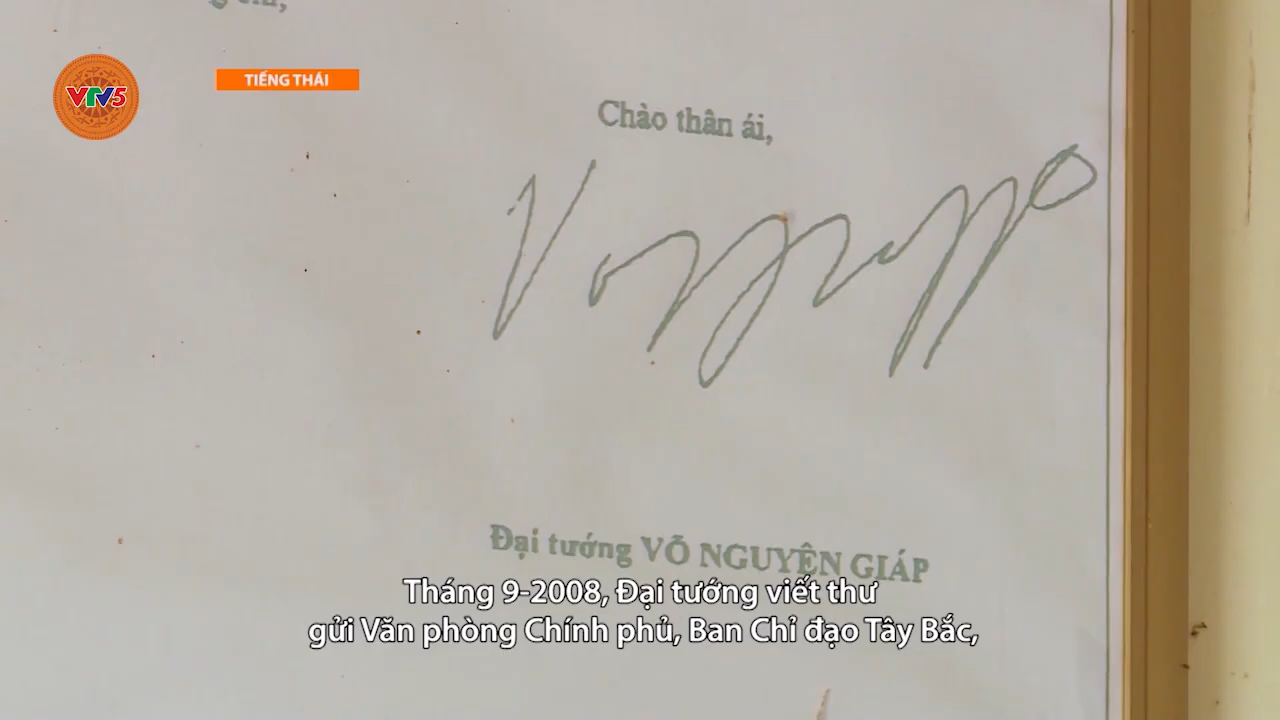 VTV5
TIẾNG THÁI
Chào thân ái,
Đại tướng VÕ NGUYÊN GIÁP
Tháng 9-2008, Đại tướng viết thư
gửi Văn phòng Chính phủ, Ban Chỉ đạo Tây Bắc,